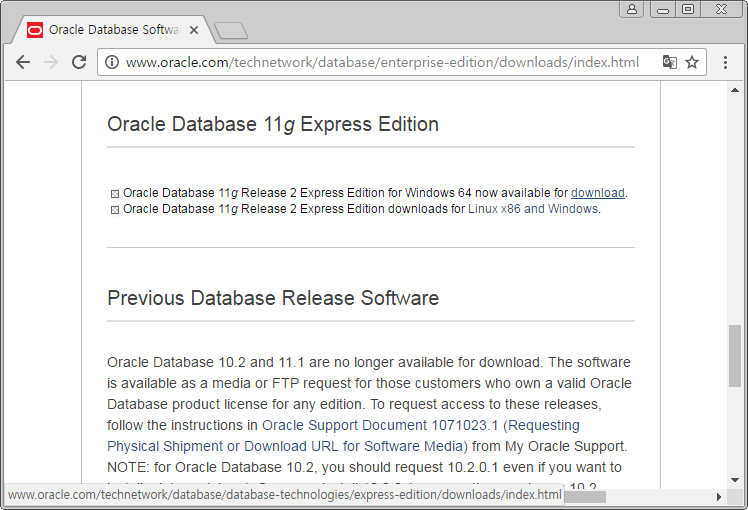 Oracle Database Softwa
www.oracle.com/technetwork/database/enterprise-edition/downloads/index.html
Oracle Database 11g Express Edition
Oracle Database 11g Release 2 Express Edition for Windows 64 now available for download.
Oracle Database 11g Release 2 Express Edition downloads for Linux x86 and Windows.
Previous Database Release Software
Oracle Database 10.2 and 11.1 are no longer available for download. The software
is available as a media or FTP request for those customers who own a valid Oracle
Database product license for any edition. To request access to these releases,
follow the instructions in Oracle Support Document 1071023.1 (Requesting
Physical Shipment or Download URL for Software Media) from My Oracle Support.
NOTE: for Oracle Database 10.2, you should request 10.2.0.1 even if you want to
www.oracle.com/technetwork/database/database-technologies/express-edition/downloads/index.html